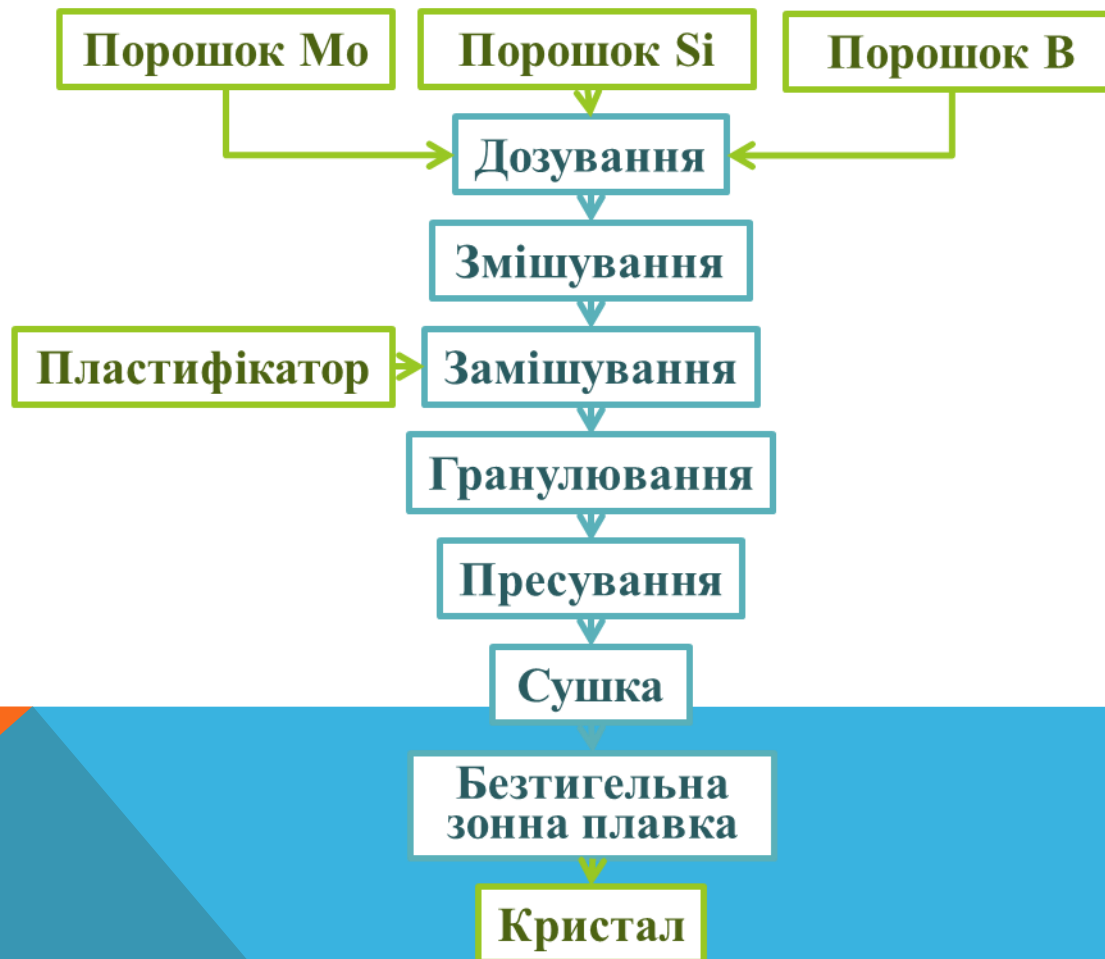 Порошок Mo
Порошок Si
Порошок B
Дозування
Змішування
Пластифікатор
Замішування
Гранулювання
Пресування
Сушка
Безтигельна
зонна плавка
Кристал